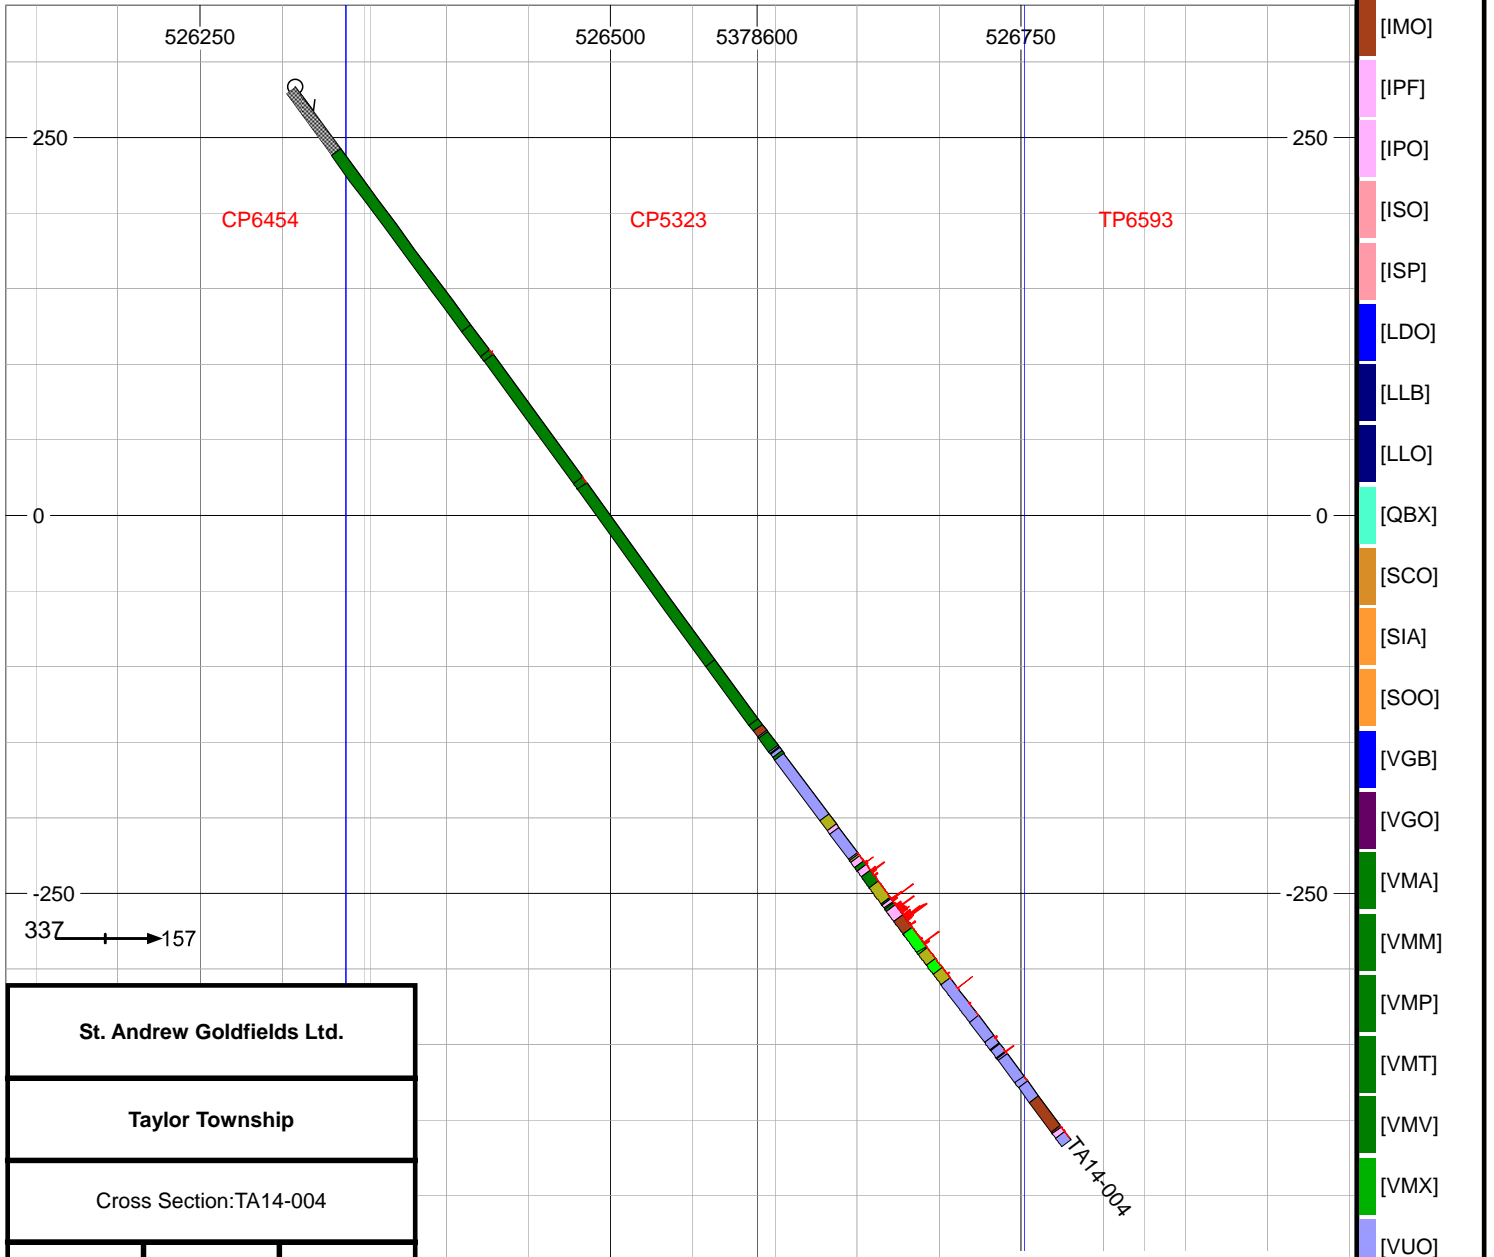 526250
526500
5378600
526750
250
250
CP6454
CP5323
TP6593
0
0
-250
-250
337
157
TA14-004
St. Andrew Goldfields Ltd.
Taylor Township
Cross Section:TA14-004
[IMO]
[IPF]
[IPO]
[ISO]
[ISP]
[LDO]
[LLB]
[LLO]
[QBX]
[SCO]
[SIA]
[SOO]
[VGB]
[VGO]
[VMA]
[VMM]
[VMP]
[VMT]
[VMV]
[VMX]
[VUO]